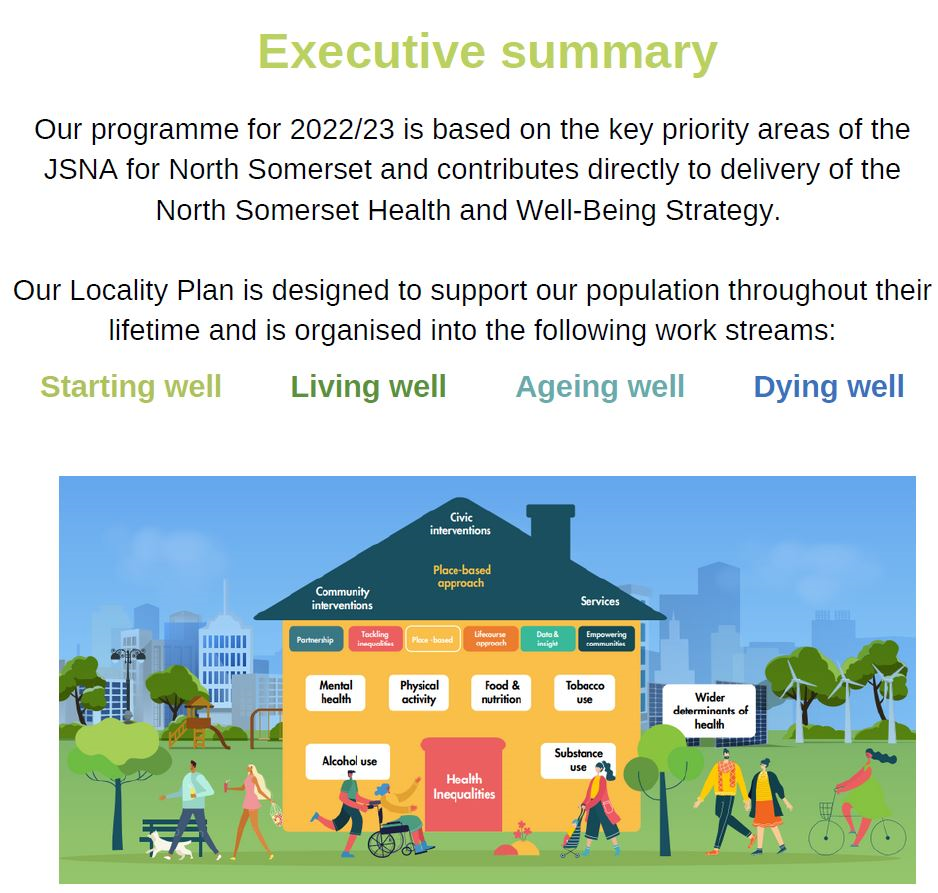 Executive summary
Our programme for 2022/23 is based on the key priority areas of the
JSNA for North Somerset and contributes directly to delivery of the
North Somerset Health and Well-Being Strategy.
Our Locality Plan is designed to support our population throughout their
lifetime and is organised into the following work streams:
Starting well Living well Ageing well Dying well
Civic
interventions
Place-based
approach
Community
interventions
Services
Partnership
Tackling
inequalities
Place -based
Lifecourse
approach
Data &
insight
Empowering
communities
Mental
health
Physical
activity
Food &
nutrition
Tobacco
use
Wider
determinants of
health
Alcohol use
Health
Inequalities
Substance
use